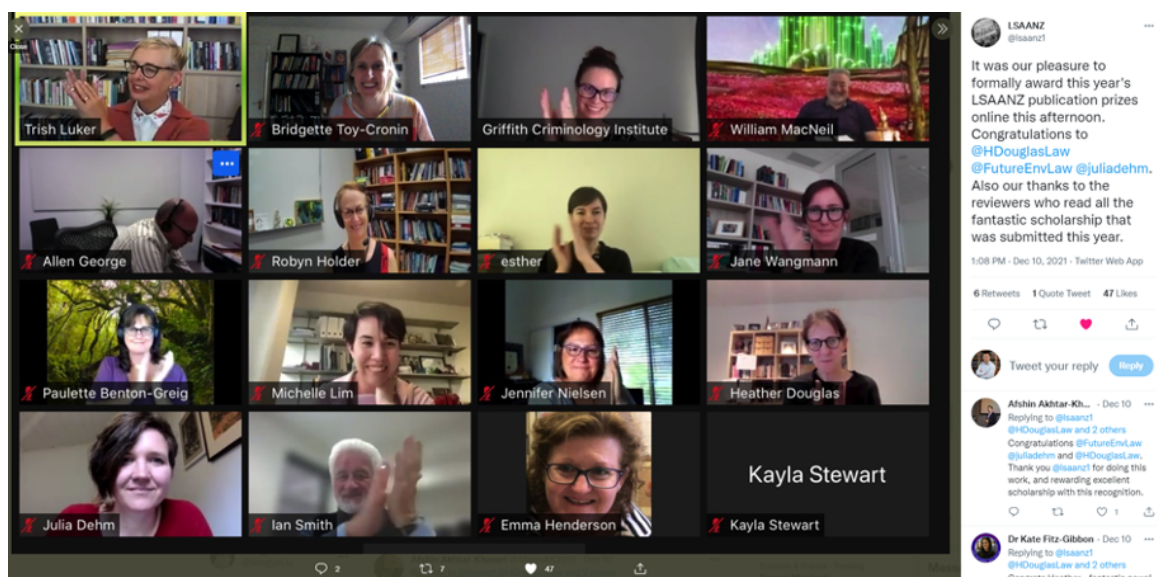 Close
Trish Luker
Bridgette Toy-Cronin
Griffith Criminology Institute
William MacNeil
Allen George
Robyn Holder
esther
Jane Wangmann
Paulette Benton-Greig
Michelle Lim
Jennifer Nielsen
Heather Douglas
Julia Dehm
Ian Smith
Emma Henderson
Kayla Stewart
Kayla Stewart
2
7
47
LSAANZ
@lsaanz1
It was our pleasure to
formally award this year's
LSAANZ publication prizes
online this afternoon.
Congratulations to
@HDouglasLaw
@FutureEnvLaw @juliadehm.
Also our thanks to the
reviewers who read all the
fantastic scholarship that
was submitted this year.
1:08 PM · Dec 10, 2021 · Twitter Web App
6 Retweets 1 Quote Tweet 47 Likes
Tweet your reply
Reply
Afshin Akhtar-Kh... · Dec 10
Replying to @lsaanz1
@HDouglasLaw and 2 others
Congratulations @FutureEnvLaw
@juliadehm and @HDouglasLaw.
Thank you @lsaanz1 for doing this
work, and rewarding excellent
scholarship with this recognition.
1
Dr Kate Fitz-Gibbon · Dec 10
Replying to @lsaanz1
@HDouglasLaw and 2 others